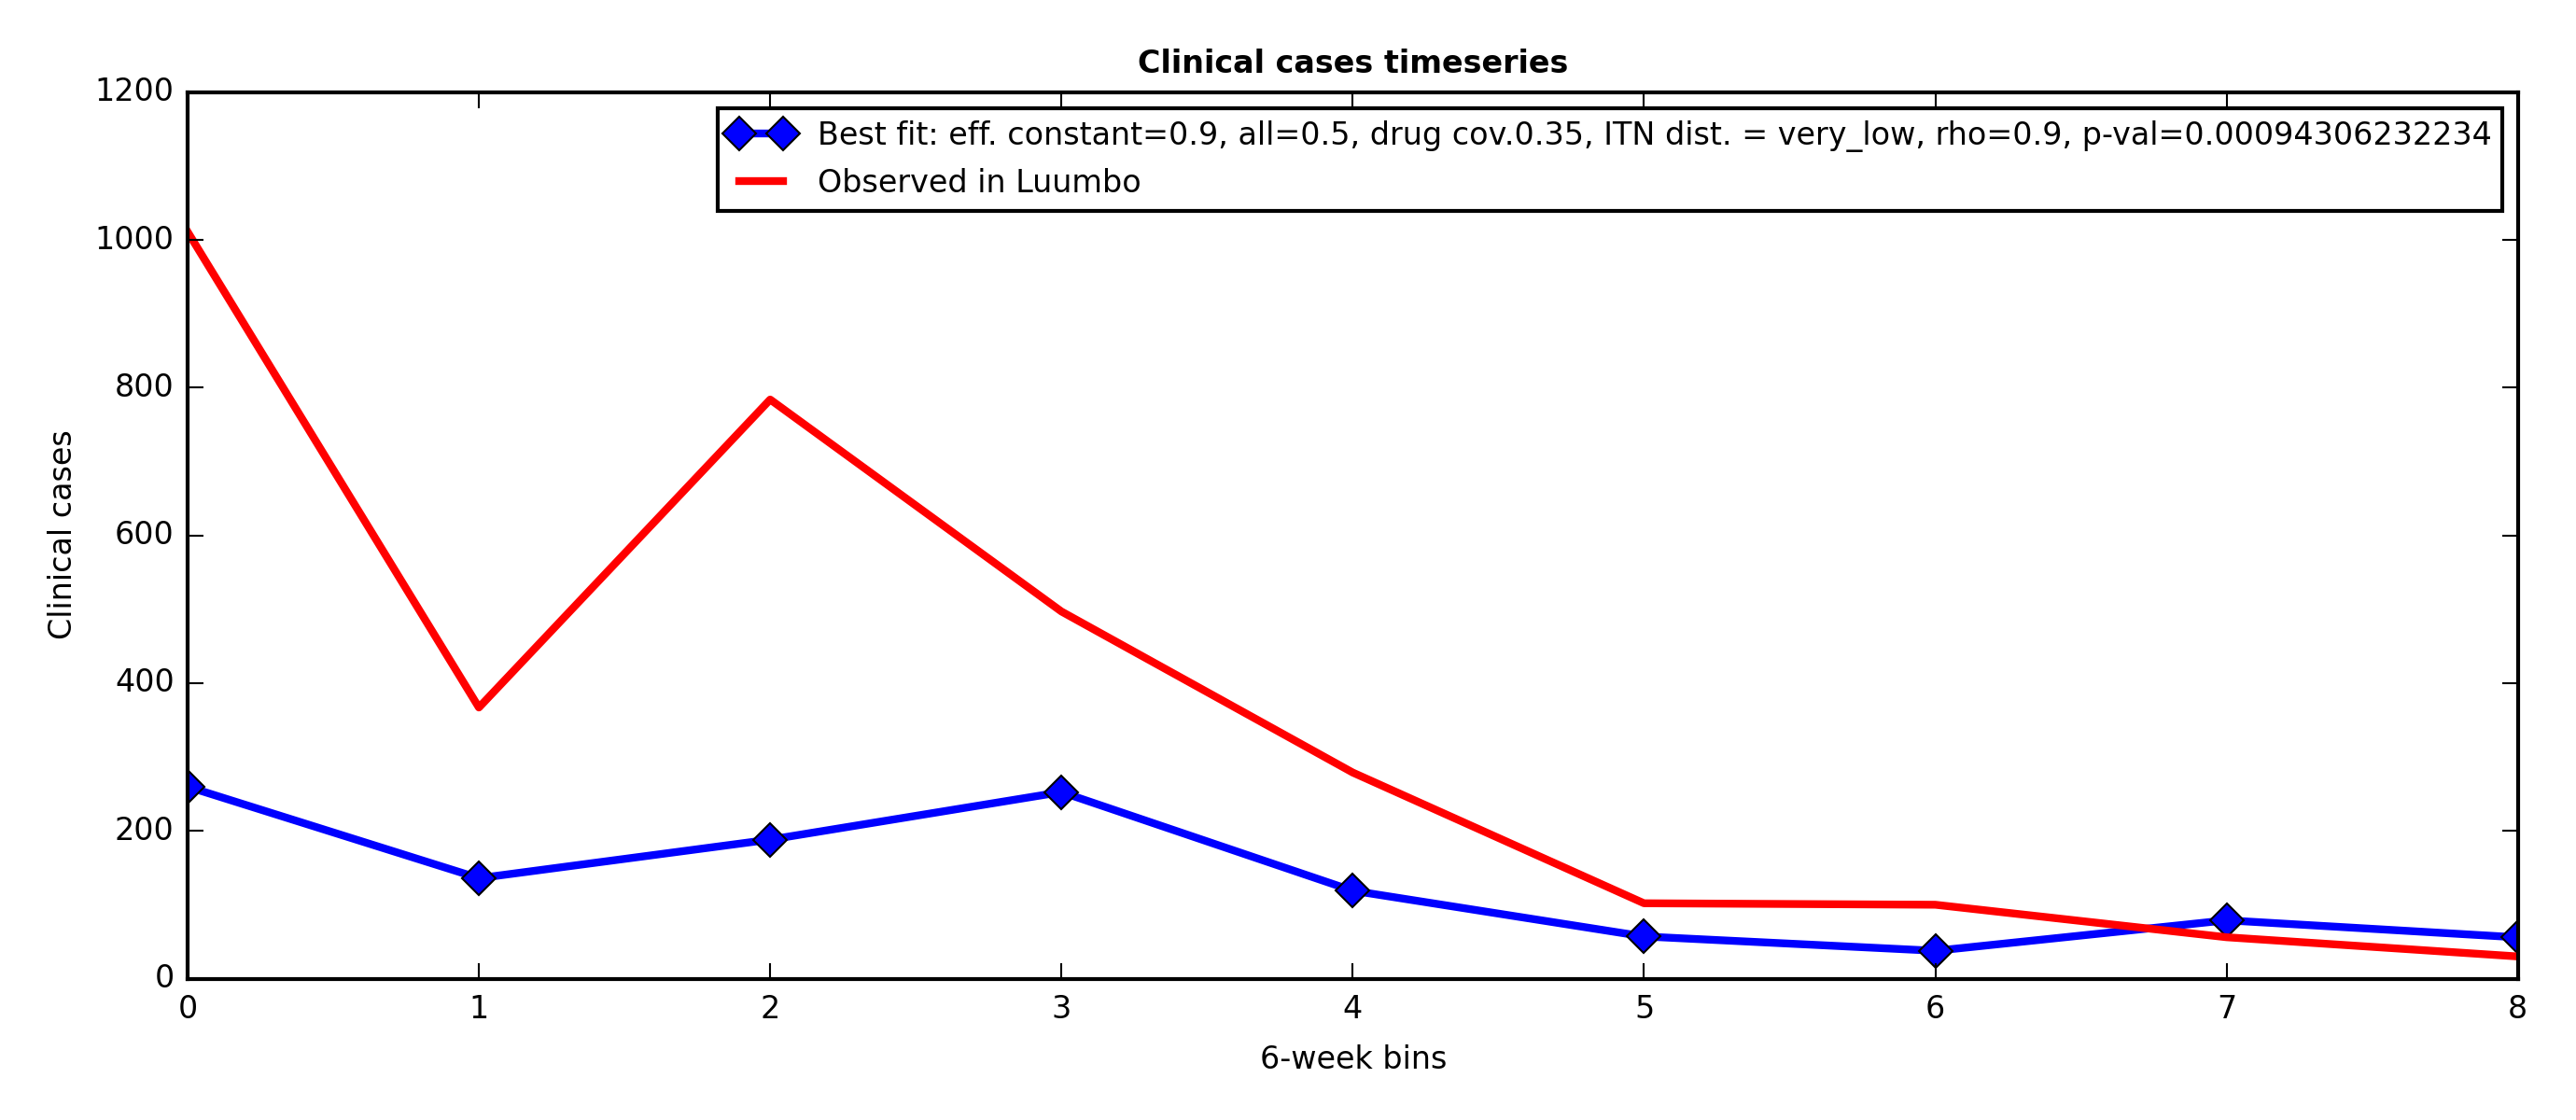 Clinical cases timeseries
1200
1000
800
600
400
200
0
Clinical cases
Best fit: eff. constant=0.9, all=0.5, drug cov.0.35, ITN dist. = very_low, rho=0.9, p-val=0.00094306232234
Observed in Luumbo
0 1 2 3 4 5 6 7 8
6-week bins